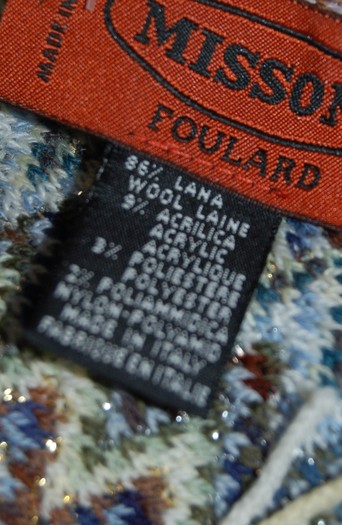 MADE IN
MISSONI
FOULARD
86% LANA
WOOL LAINE
9% ACRILICA
ACRYLIC
ACRYLIQUE
3% POLIESTERE
POLYESTER
2% POLIAMMIDICA
NYLON-POLYAMID
MADE IN ITALY
FABRIQUE EN ITALIE